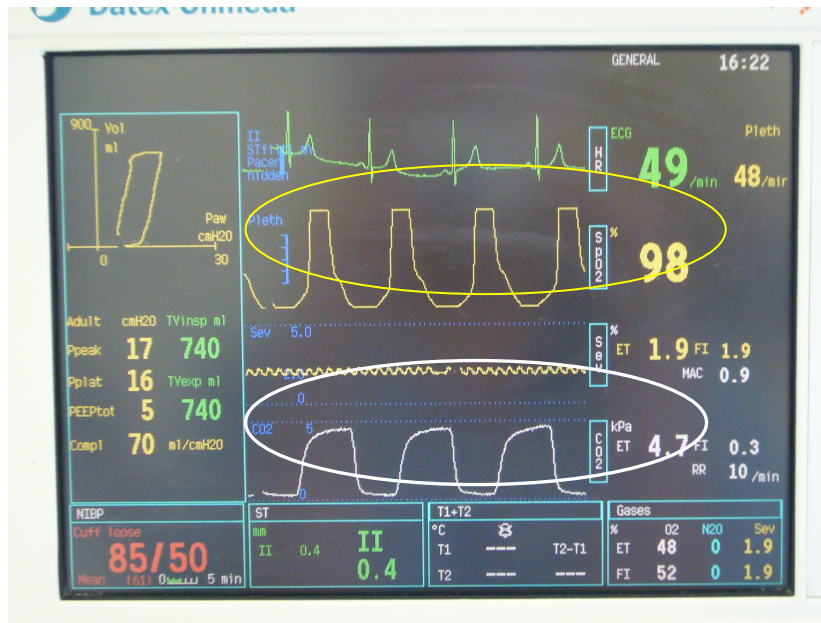 Datex-Ohmeda
GENERAL 16:22
900 Vol
ml
Paw
cmH2O
0 30
Adult cmH2O TVinsp ml
Ppeak 17 740
Pplat 16 TVexp ml
PEEPtot 5 740
Compl 70 ml/cmH2O
II
Pacer
hidden
HR
ECG
49 /min
Pleth
48 /min
Pleth
SpO2
%
98
Sev 5.0
0
Sev
%
ET 1.9 FI 1.9
MAC 0.9
CO2 5
0
CO2
kPa
ET 4.7 FI 0.3
RR 10 /min
NIBP
Cuff loose
85/50
Mean (61) 0 5 min
ST
mm
II 0.4 II
0.4
T1+T2
°C
T1 --- T2-T1
T2 --- ---
Gases
% O2 N2O Sev
ET 48 0 1.9
FI 52 0 1.9